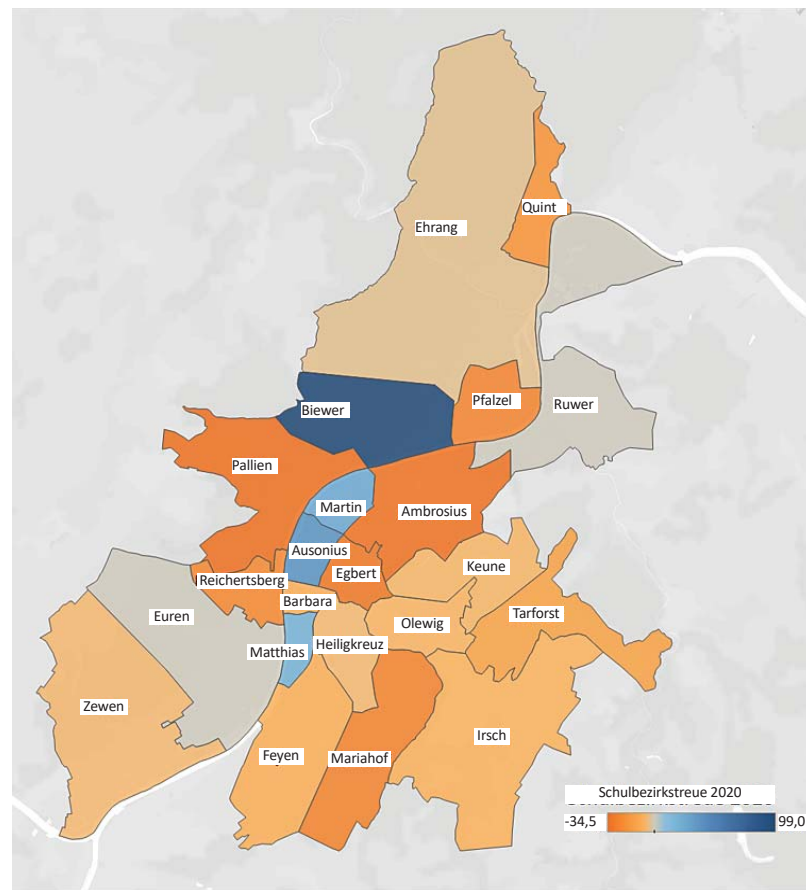 Quint
Ehrang
Pfalzel
Biewer
Ruwer
Pallien
Martin
Ambrosius
Ausonius
Keune
Egbert
Reichertsberg
Barbara
Euren
Tarforst
Olewig
Heiligkreuz
Matthias
Zewen
Irsch
Feyen
Mariahof
Schulbezirkstreue 2020
-34,5
99,0